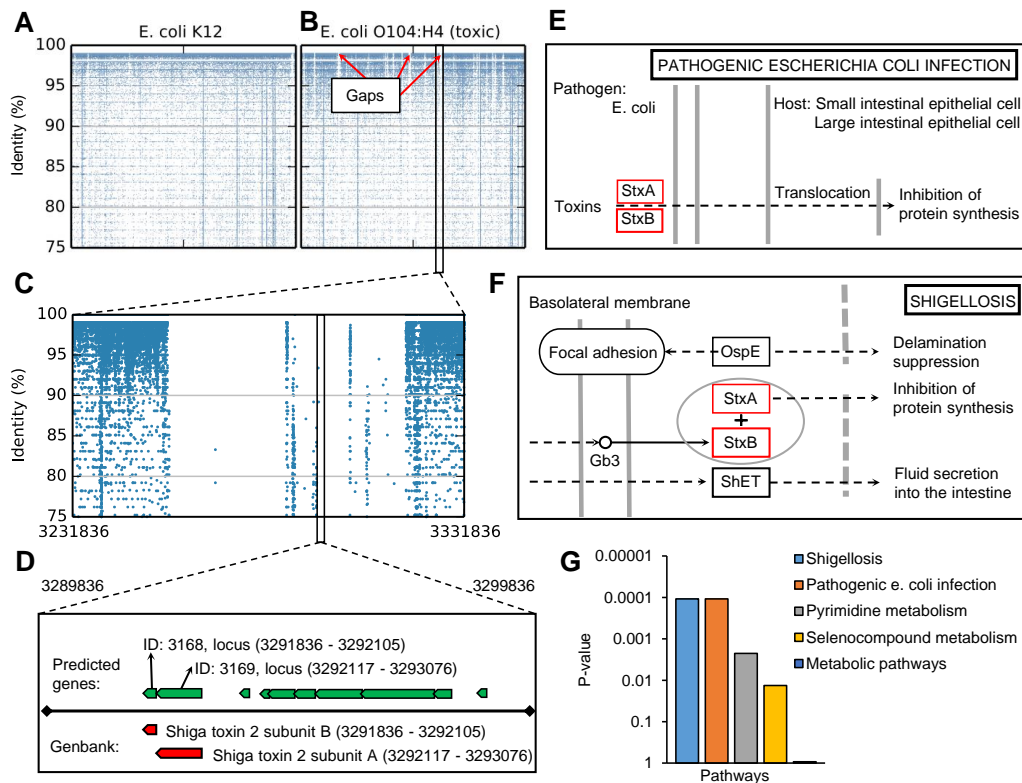 A
E. coli K12
100
95
90
85
80
75
Identity (%)
B
E. coli O104:H4 (toxic)
Gaps
C
100
95
90
85
80
75
Identity (%)
3231836
3331836
D
3289836
3299836
ID: 3168, locus (3291836 - 3292105)
ID: 3169, locus (3292117 - 3293076)
Predicted
genes:
Genbank:
Shiga toxin 2 subunit B (3291836 - 3292105)
Shiga toxin 2 subunit A (3292117 - 3293076)
E
PATHOGENIC ESCHERICHIA COLI INFECTION
Pathogen:
E. coli
Host: Small intestinal epithelial cell
Large intestinal epithelial cell
Toxins
StxA
StxB
Translocation
Inhibition of
protein synthesis
F
SHIGELLOSIS
Basolateral membrane
Focal adhesion
OspE
Delamination
suppression
StxA
+
StxB
Inhibition of
protein synthesis
Gb3
ShET
Fluid secretion
into the intestine
G
0.00001
0.0001
0.001
0.01
0.1
1
P-value
Pathways
Shigellosis
Pathogenic e. coli infection
Pyrimidine metabolism
Selenocompound metabolism
Metabolic pathways